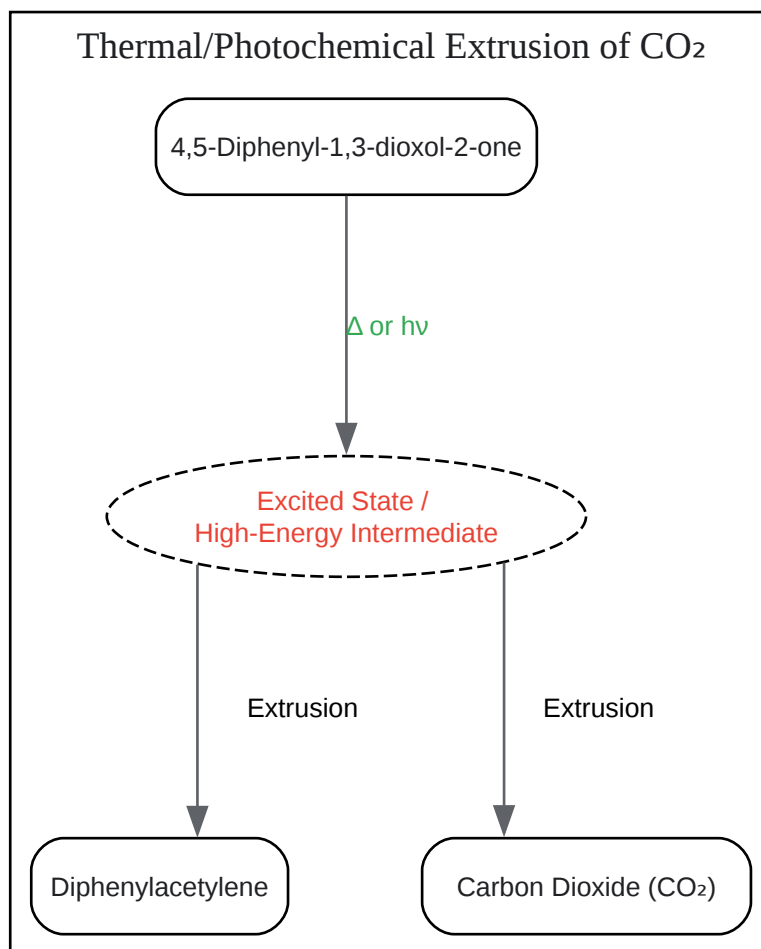 Thermal/Photochemical Extrusion of CO₂
4,5-Diphenyl-1,3-dioxol-2-one
Δ or hν
Excited State /
High-Energy Intermediate
Extrusion
Extrusion
Diphenylacetylene
Carbon Dioxide (CO₂)